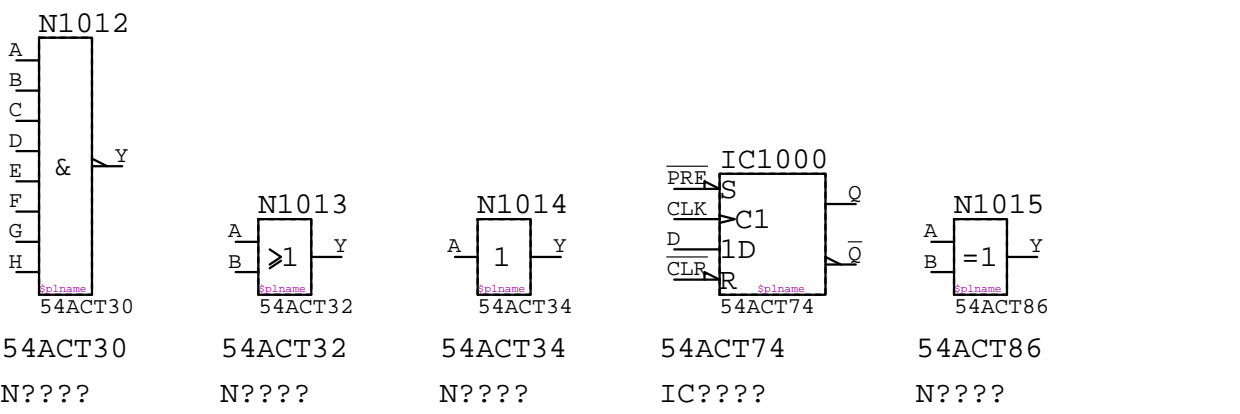 N1012
A
B
C
D
E
F
G
H
&
Y
$plname
54ACT30
54ACT30
N????
N1013
A
B
≥1
Y
$plname
54ACT32
54ACT32
N????
N1014
A
1
Y
$plname
54ACT34
54ACT34
N????
IC1000
PRE
S
CLK
C1
D
1D
CLR
R
Q
Q
$plname
54ACT74
54ACT74
IC????
N1015
A
B
=1
Y
$plname
54ACT86
54ACT86
N????